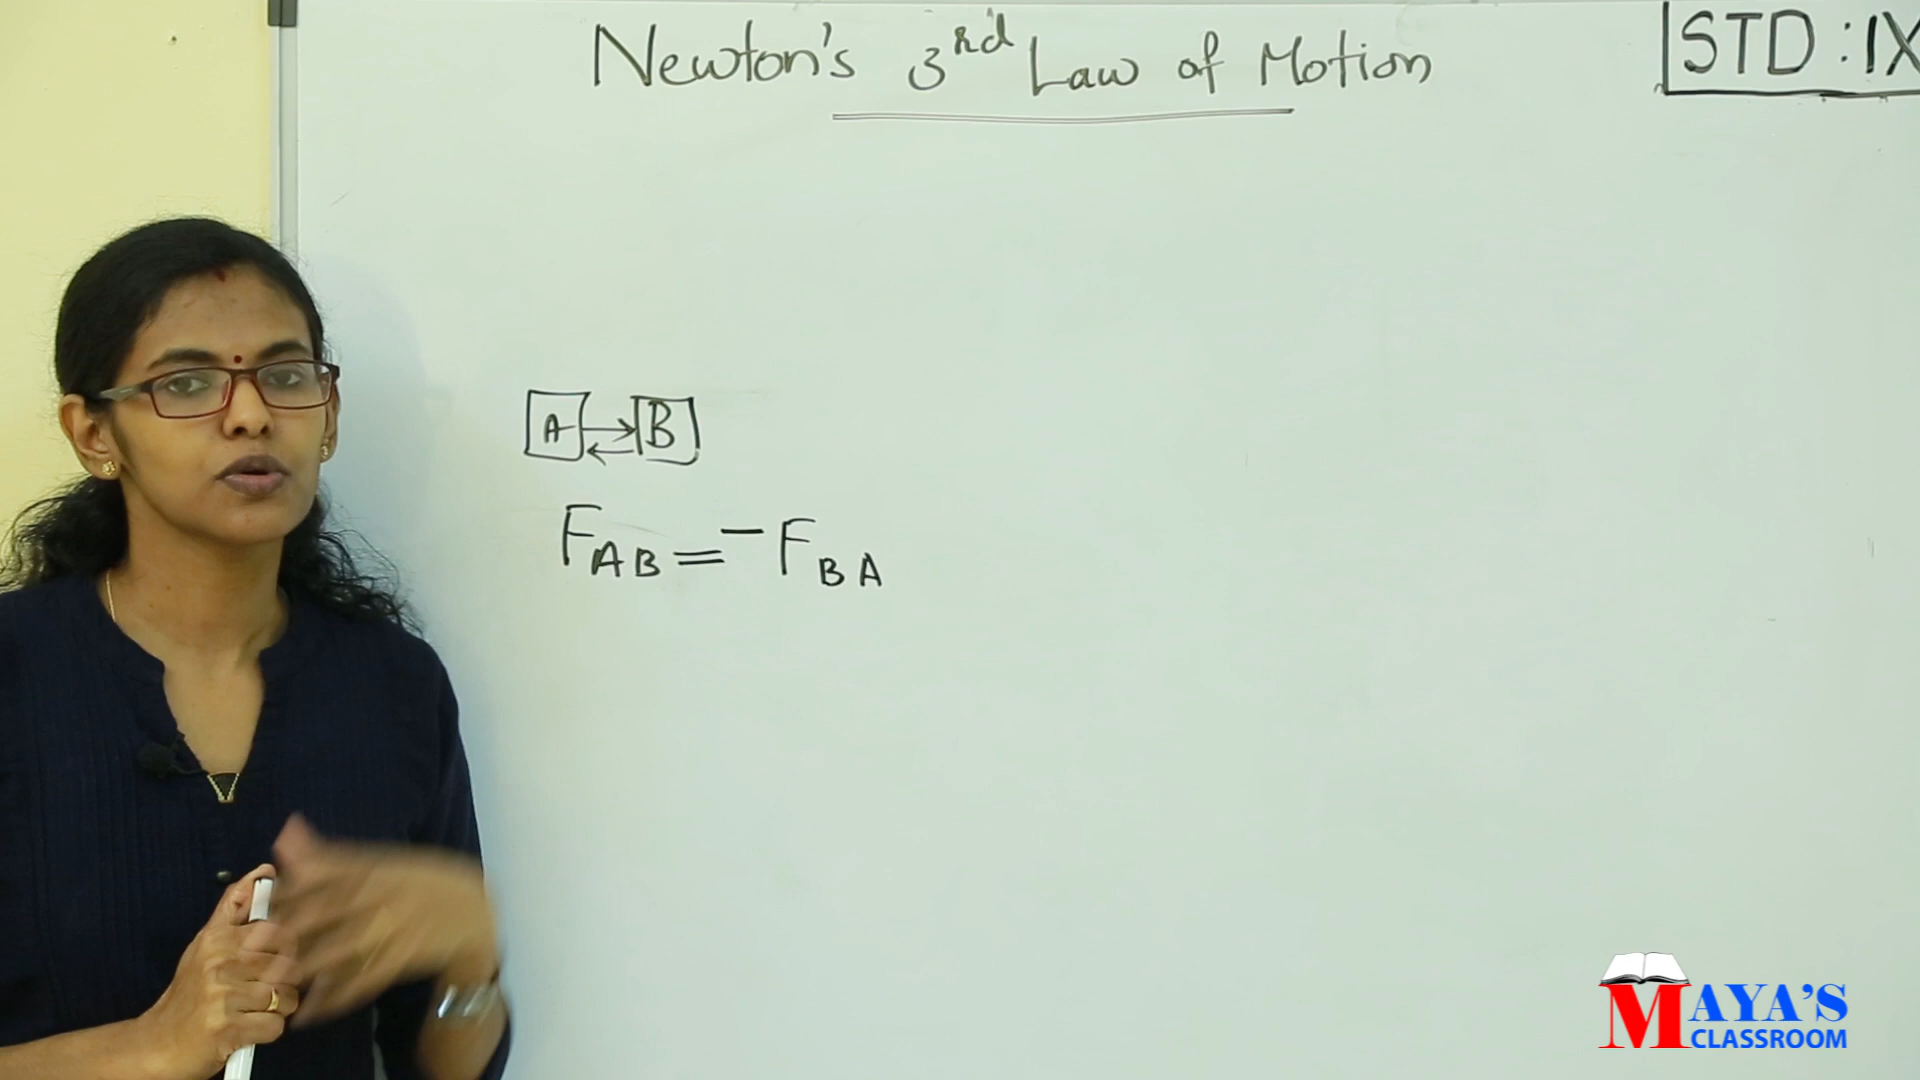 Newton's 3rd Law of Motion
STD : IX
A B
FAB = - FBA
MAYA'S
CLASSROOM